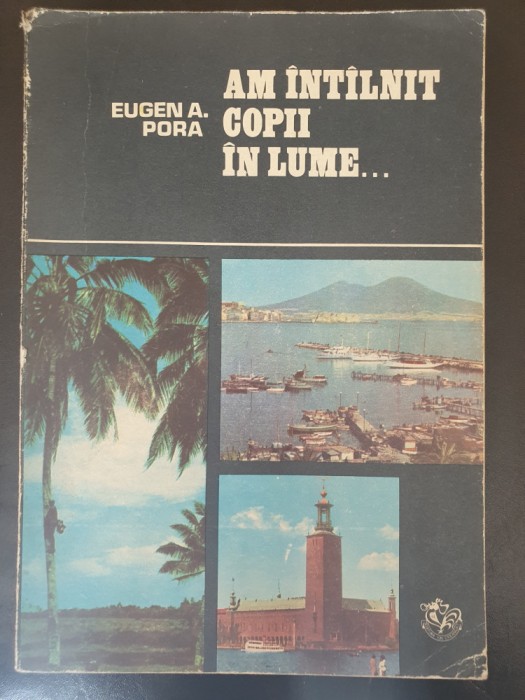 EUGEN A.
PORA
AM ÎNTÎLNIT
COPII
ÎN LUME...